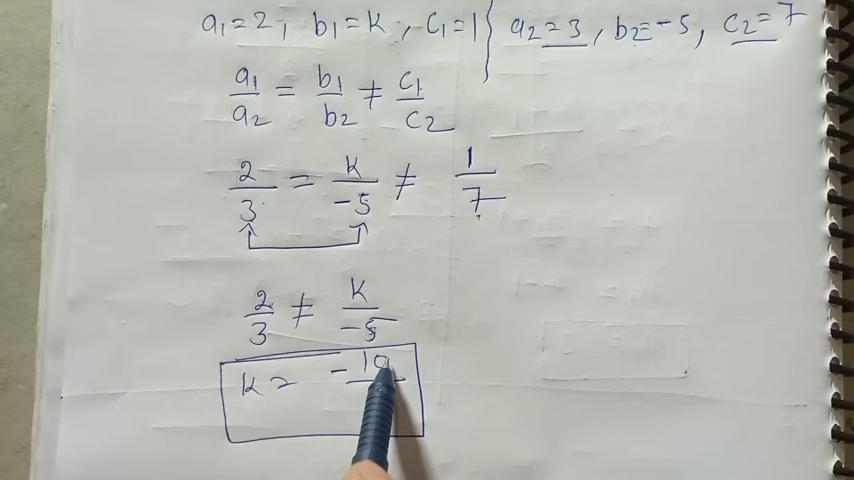 a₁=2, b₁=K, c₁=1 } a₂=3, b₂=-5, c₂=7
a₁/a₂ = b₁/b₂ ≠ c₁/c₂
2/3 = K/-5 ≠ 1/7
2/3 ≠ K/-5
K = -10